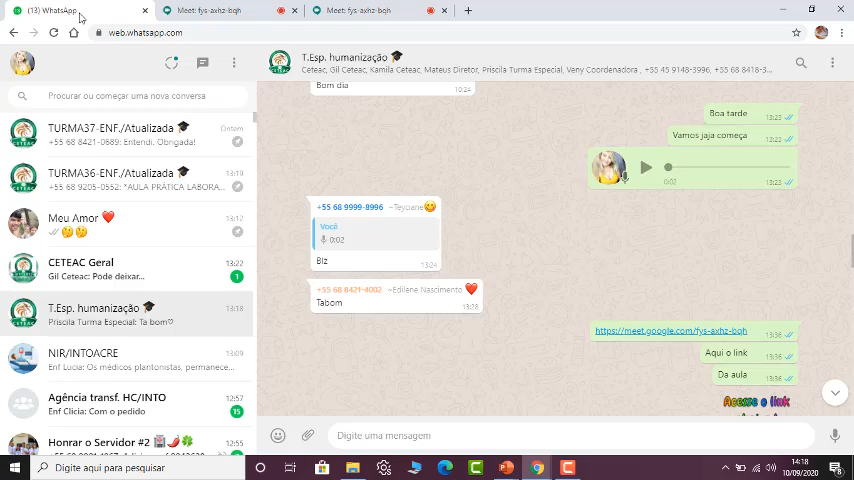 (13) WhatsApp
Meet: fys-axhz-bqh
Meet: fys-axhz-bqh
web.whatsapp.com
Procurar ou começar uma nova conversa
TURMA37-ENF./Atualizada 🎓
Ontem
+55 68 8421-0689: Entendi. Obrigada!
TURMA36-ENF./Atualizada 🎓
13:19
+55 68 9205-0552: *AULA PRÁTICA LABORA...
Meu Amor ❤️
13:12
🤔🤔
CETEAC Geral
13:22
Gil Ceteac: Pode deixar...
1
T.Esp. humanização 🎓
13:18
Priscila Turma Especial: Ta bom♡
NIR/INTOACRE
13:09
Enf Lucia: Os médicos plantonistas, permanece...
Agência transf. HC/INTO
12:57
Enf Clicia: Com o pedido
15
Honrar o Servidor #2
12:55
T.Esp. humanização 🎓
Ceteac, Gil Ceteac, Kamila Ceteac, Mateus Diretor, Priscila Turma Especial, Veny Coordenadora , +55 45 9148-3996, +55 68 8418-3...
Bom dia
10:24
Boa tarde
13:23
Vamos jaja começa
13:23
0:02
13:23
+55 68 9999-8996 ~Teyciane😋
Você
0:02
Blz
13:24
+55 68 8421-4002 ~Edilene Nascimento ❤️
Tabom
13:28
https://meet.google.com/fys-axhz-bqh
13:36
Aqui o link
13:36
Da aula
13:36
Acesse o link
Digite uma mensagem
Digite aqui para pesquisar
14:18
10/09/2020
8